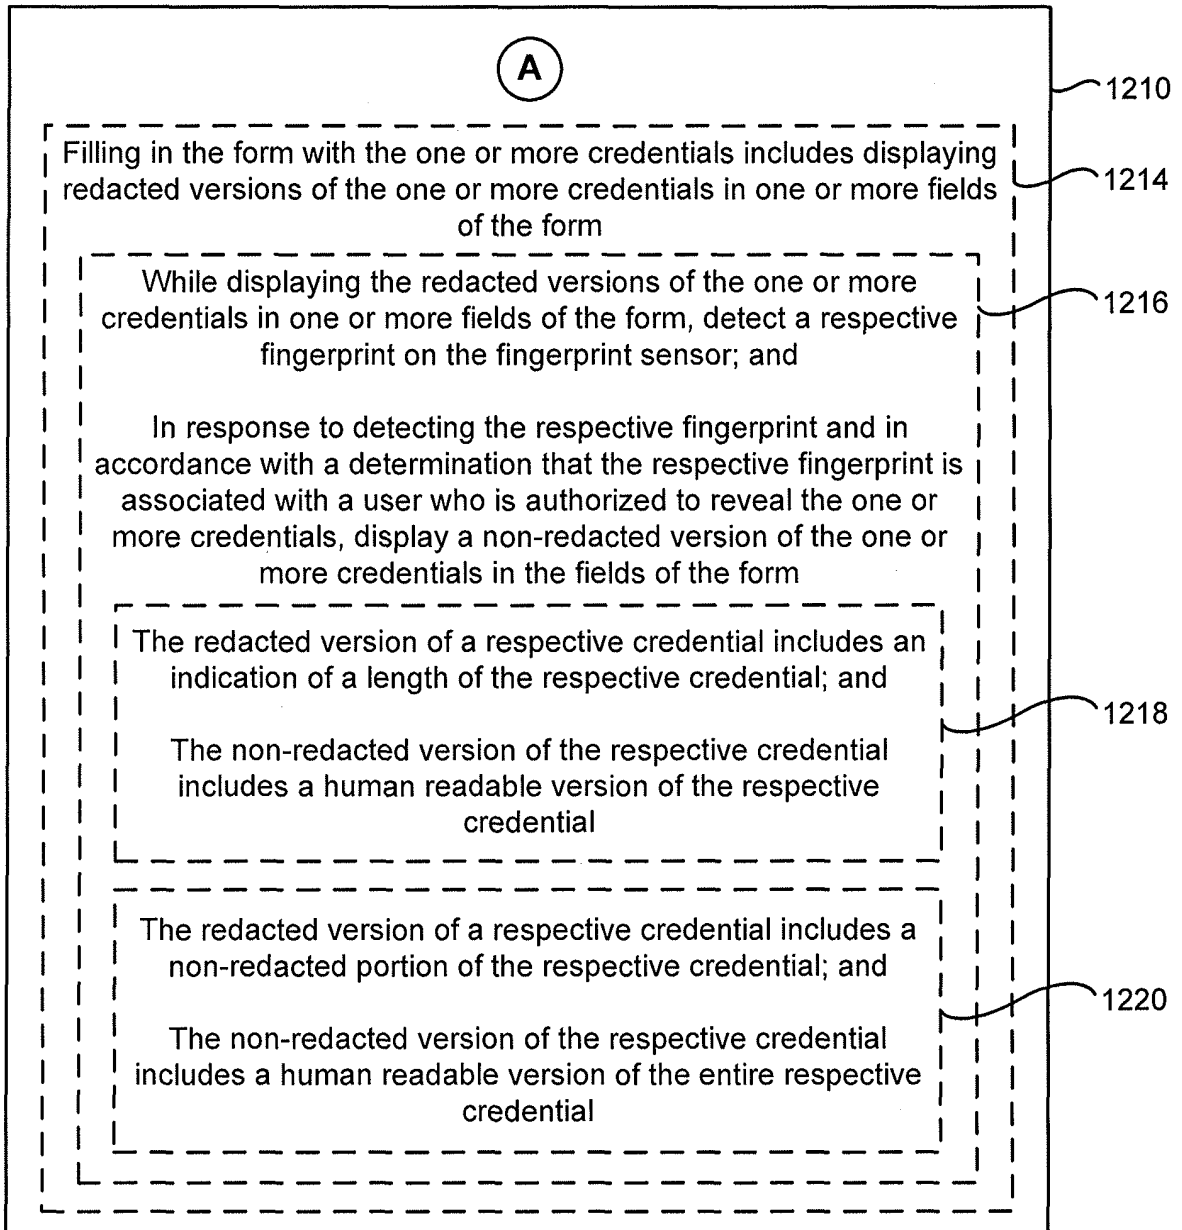 A
1210
Filling in the form with the one or more credentials includes displaying
1214
redacted versions of the one or more credentials in one or more fields
of the form
While displaying the redacted versions of the one or more
1216
credentials in one or more fields of the form, detect a respective
fingerprint on the fingerprint sensor; and
In response to detecting the respective fingerprint and in
accordance with a determination that the respective fingerprint is
associated with a user who is authorized to reveal the one or
more credentials, display a non-redacted version of the one or
more credentials in the fields of the form
The redacted version of a respective credential includes an
indication of a length of the respective credential; and
1218
The non-redacted version of the respective credential
includes a human readable version of the respective
credential
The redacted version of a respective credential includes a
non-redacted portion of the respective credential; and
1220
The non-redacted version of the respective credential
includes a human readable version of the entire respective
credential